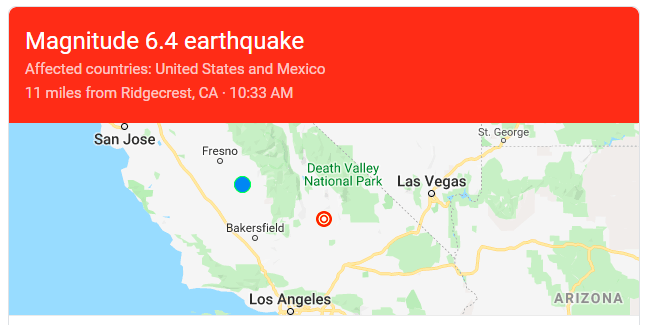 Magnitude 6.4 earthquake
Affected countries: United States and Mexico
11 miles from Ridgecrest, CA · 10:33 AM
San Jose
St. George
Fresno
Death Valley
National Park
Las Vegas
Bakersfield
Los Angeles
ARIZONA